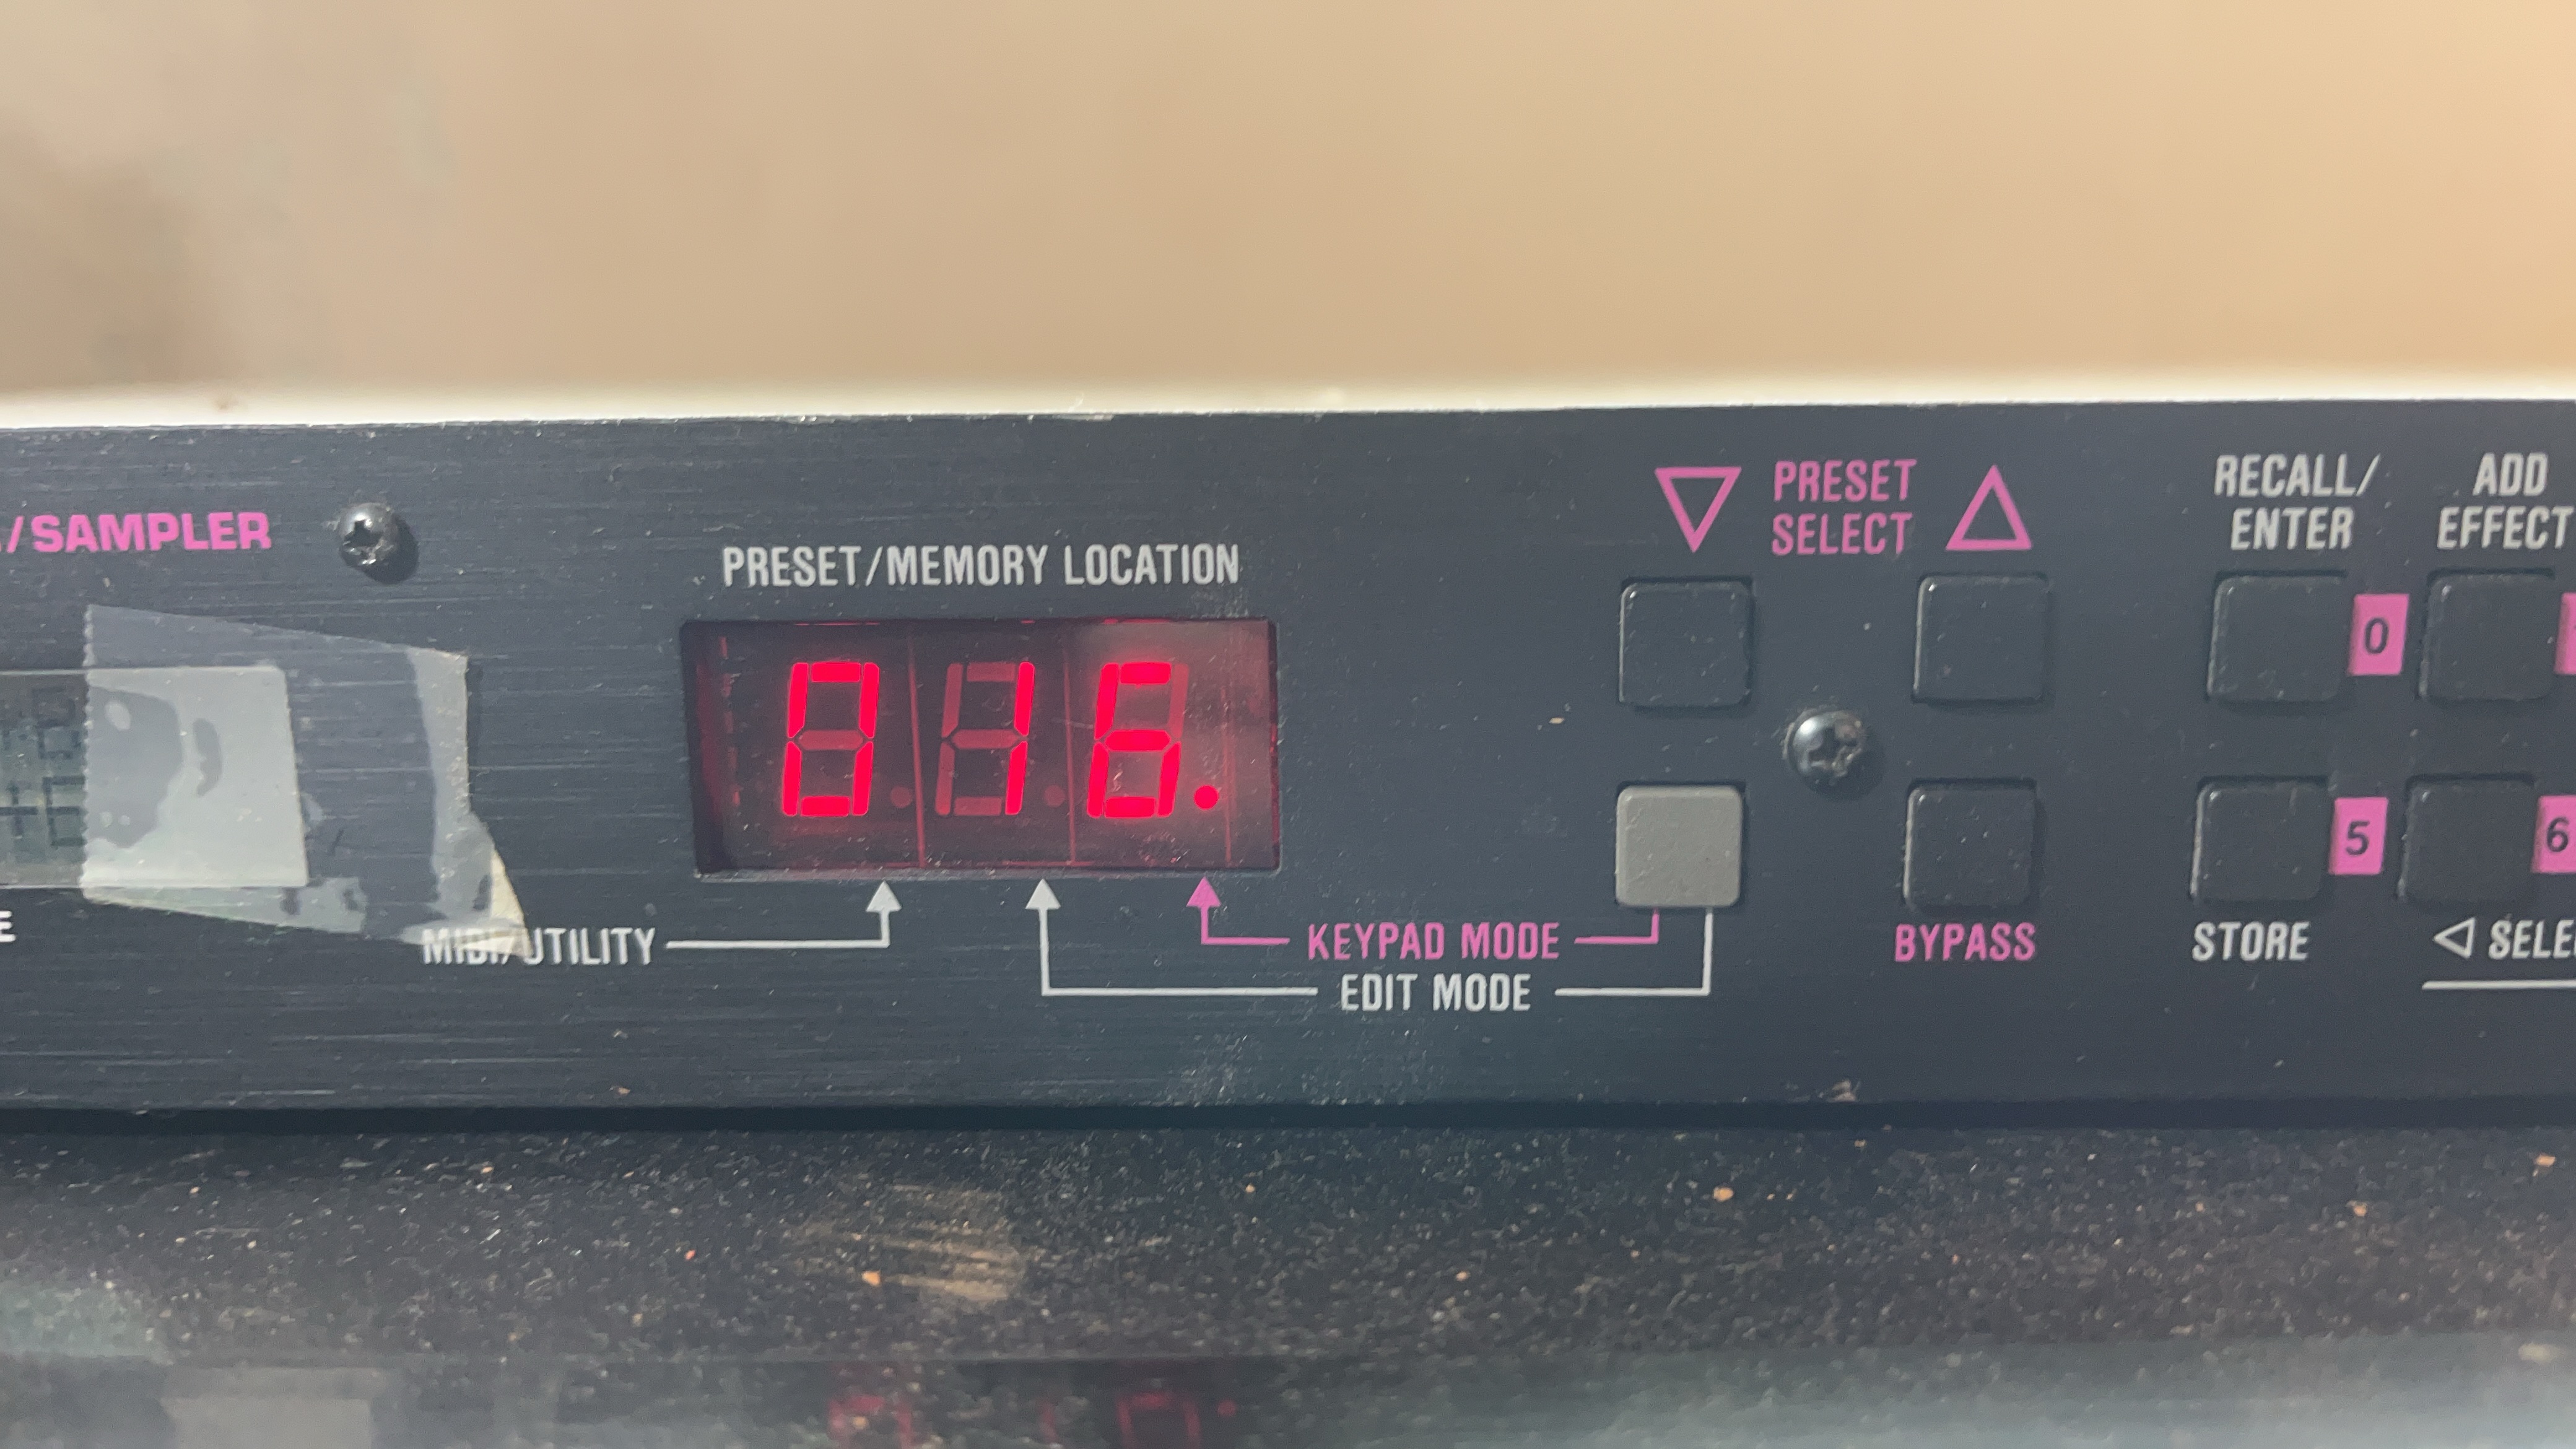 /SAMPLER
PRESET/MEMORY LOCATION
016.
PRESET
SELECT
RECALL/
ENTER
ADD
EFFECT
0
5
6
MIDI/UTILITY
KEYPAD MODE
EDIT MODE
BYPASS
STORE
SELE
E